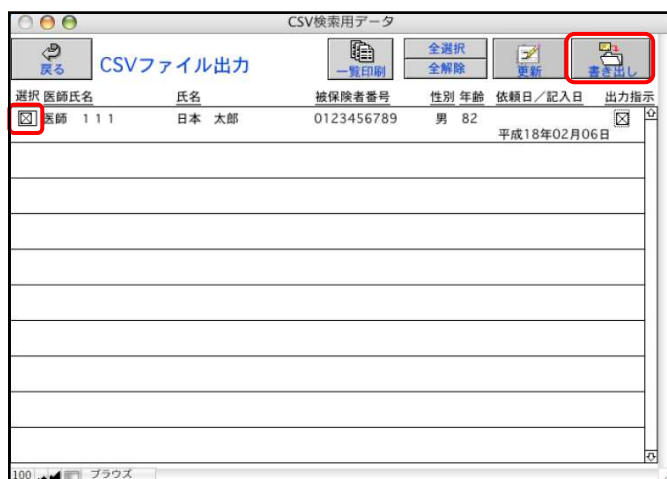 CSV検索用データ
戻る
CSVファイル出力
一覧印刷
全選択
全解除
更新
書き出し
選択 医師氏名 氏名 被保険者番号 性別 年齢 依頼日／記入日 出力指示
医師 111 日本 太郎 0123456789 男 82
平成18年02月06日
100 ブラウズ